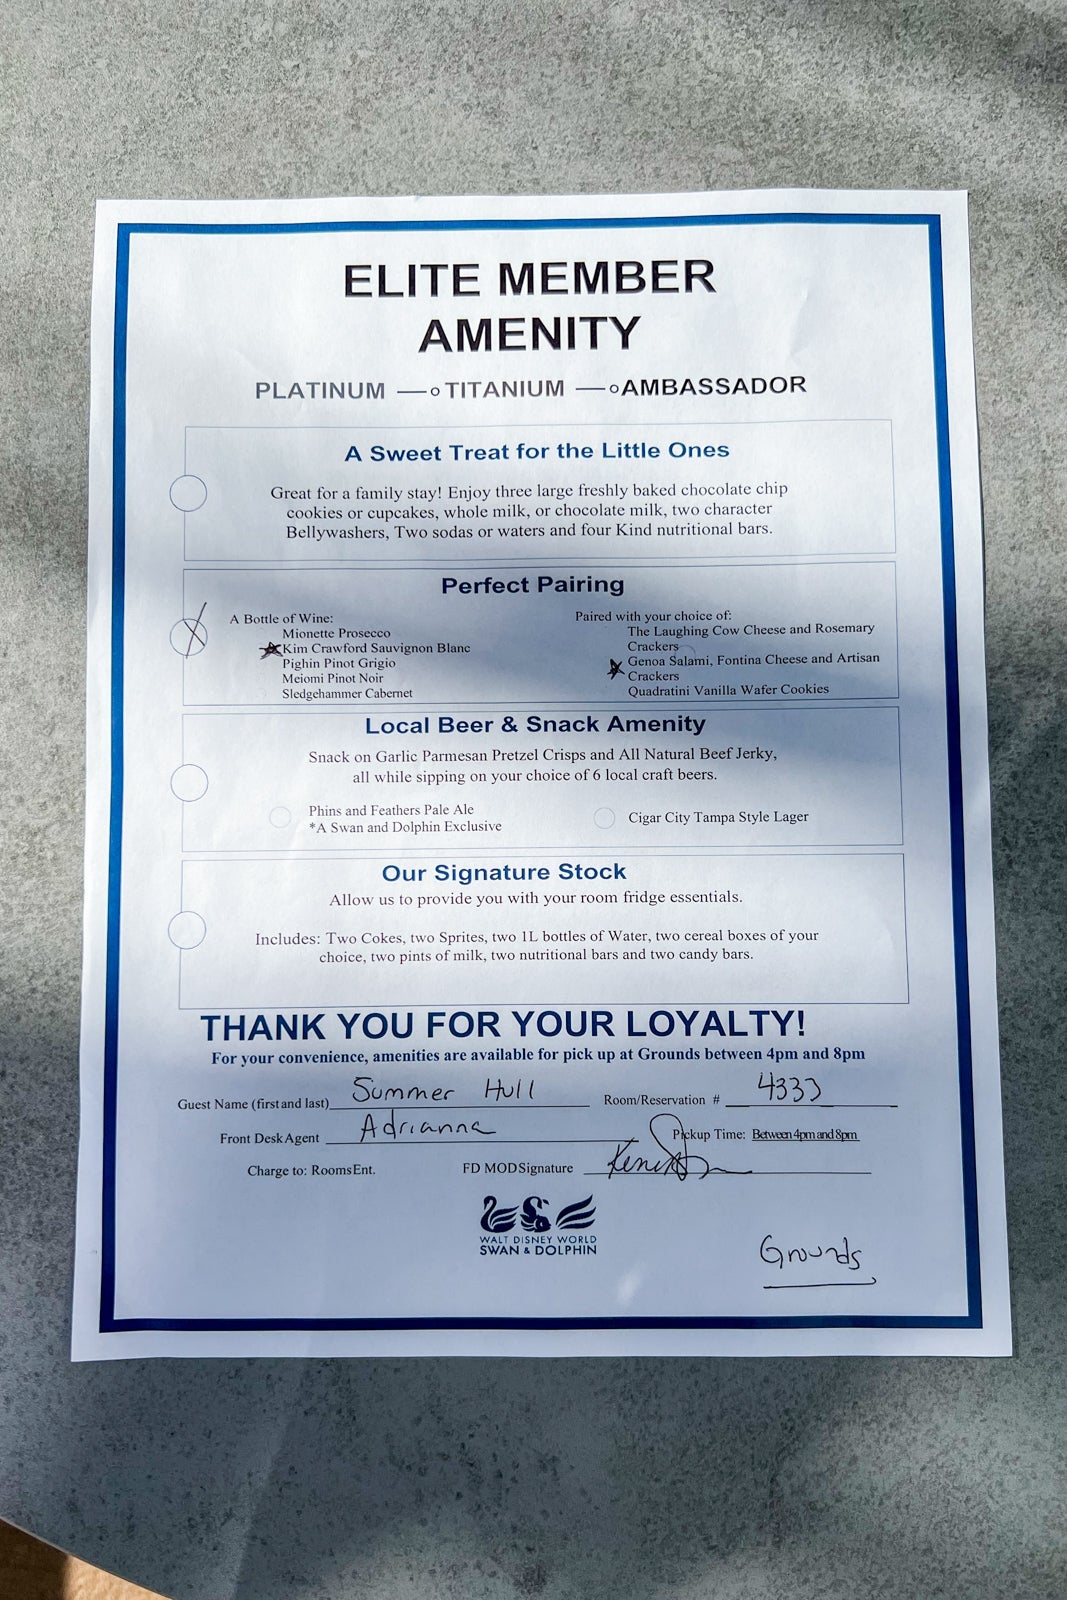 ELITE MEMBER
AMENITY
PLATINUM —o TITANIUM —o AMBASSADOR
A Sweet Treat for the Little Ones
Great for a family stay! Enjoy three large freshly baked chocolate chip
cookies or cupcakes, whole milk, or chocolate milk, two character
Bellywashers, Two sodas or waters and four Kind nutritional bars.
Perfect Pairing
A Bottle of Wine:
Mionette Prosecco
Kim Crawford Sauvignon Blanc
Pighin Pinot Grigio
Meiomi Pinot Noir
Sledgehammer Cabernet
Paired with your choice of:
The Laughing Cow Cheese and Rosemary
Crackers
Genoa Salami, Fontina Cheese and Artisan
Crackers
Quadratini Vanilla Wafer Cookies
Local Beer & Snack Amenity
Snack on Garlic Parmesan Pretzel Crisps and All Natural Beef Jerky,
all while sipping on your choice of 6 local craft beers.
Phins and Feathers Pale Ale
*A Swan and Dolphin Exclusive
Cigar City Tampa Style Lager
Our Signature Stock
Allow us to provide you with your room fridge essentials.
Includes: Two Cokes, two Sprites, two 1L bottles of Water, two cereal boxes of your
choice, two pints of milk, two nutritional bars and two candy bars.
THANK YOU FOR YOUR LOYALTY!
For your convenience, amenities are available for pick up at Grounds between 4pm and 8pm
Guest Name (first and last) Summer Hull Room/Reservation # 4333
Front Desk Agent Adrianna Pickup Time: Between 4pm and 8pm
Charge to: RoomsEnt. FD MOD Signature
WALT DISNEY WORLD
SWAN & DOLPHIN
Grounds